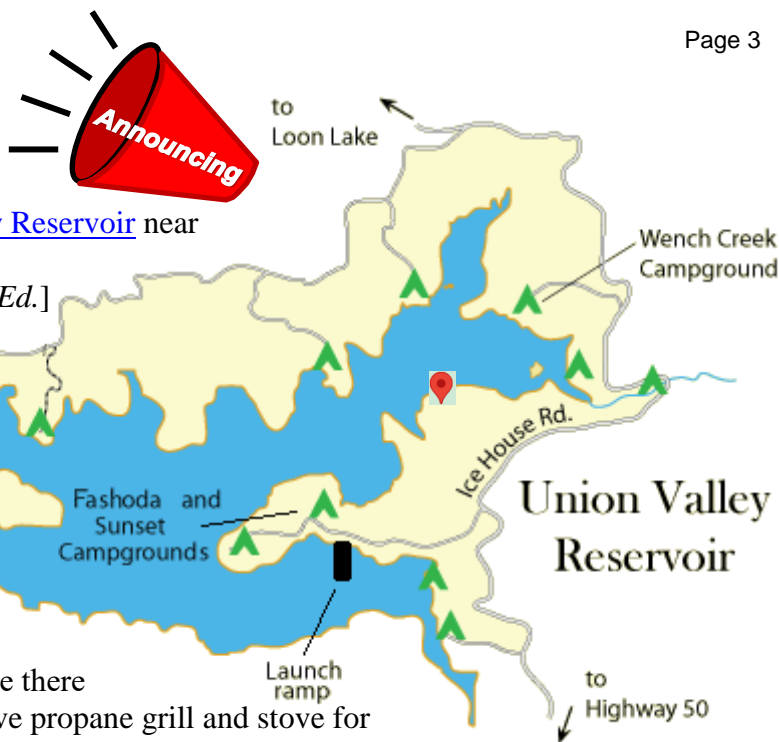 Page 3
Announcing
to
Loon Lake
y Reservoir near
Wench Creek
Campground
Ed.]
Ice House Rd.
Union Valley
Reservoir
Fashoda and
Sunset
Campgrounds
Launch
ramp
e there
ve propane grill and stove for
to
Highway 50